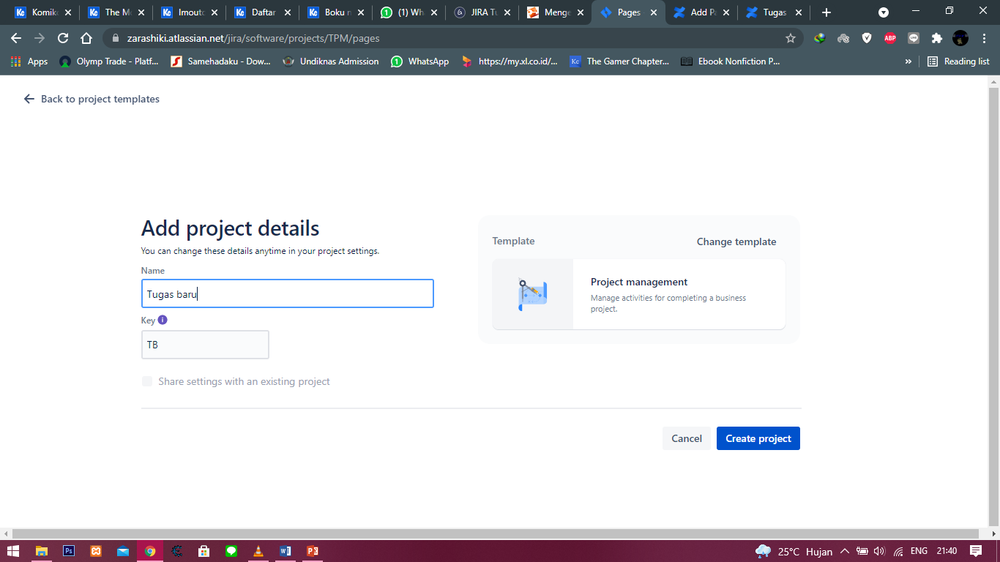 Komik
The Mo
Imouto
Daftar
Boku n
(1) Wh
JIRA Tu
Menge
Pages
Add Pa
Tugas
zarashiki.atlassian.net/jira/software/projects/TPM/pages
ABP
Apps
Olymp Trade - Platf...
Samehadaku - Dow...
Undiknas Admission
WhatsApp
https://my.xl.co.id/...
The Gamer Chapter...
Ebook Nonfiction P...
»
Reading list
Back to project templates
Add project details
You can change these details anytime in your project settings.
Name
Tugas baru
Key
TB
Share settings with an existing project
Template
Change template
Project management
Manage activities for completing a business
project.
Cancel
Create project
25°C Hujan
ENG
21:40